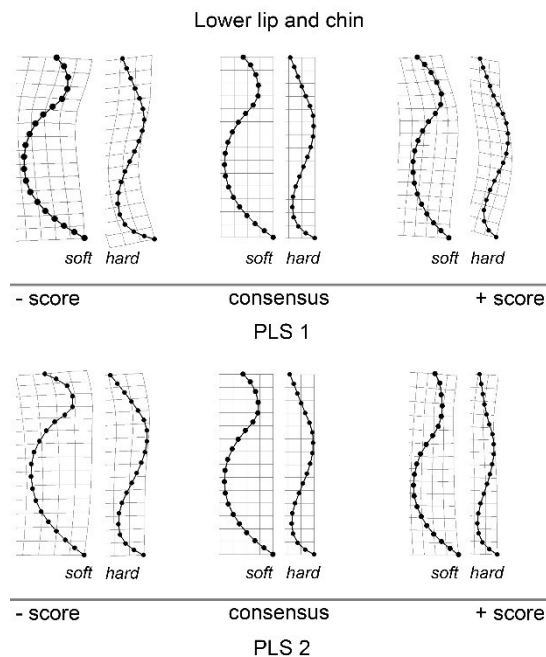 Lower lip and chin
soft hard soft hard soft hard
- score consensus + score
PLS 1
soft hard soft hard soft hard
- score consensus + score
PLS 2